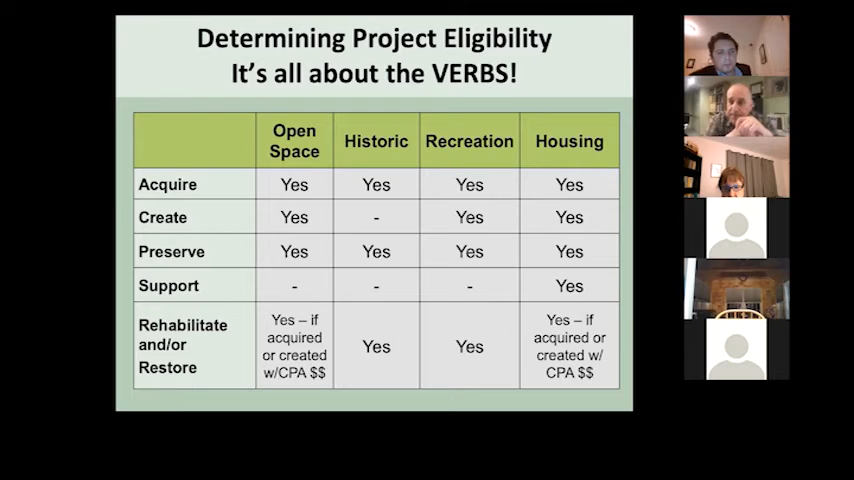 Determining Project Eligibility
It's all about the VERBS!
Open Space Historic Recreation Housing
Acquire Yes Yes Yes Yes
Create Yes - Yes Yes
Preserve Yes Yes Yes Yes
Support - - - Yes
Rehabilitate and/or Restore Yes – if acquired or created w/CPA $$ Yes Yes Yes – if acquired or created w/ CPA $$